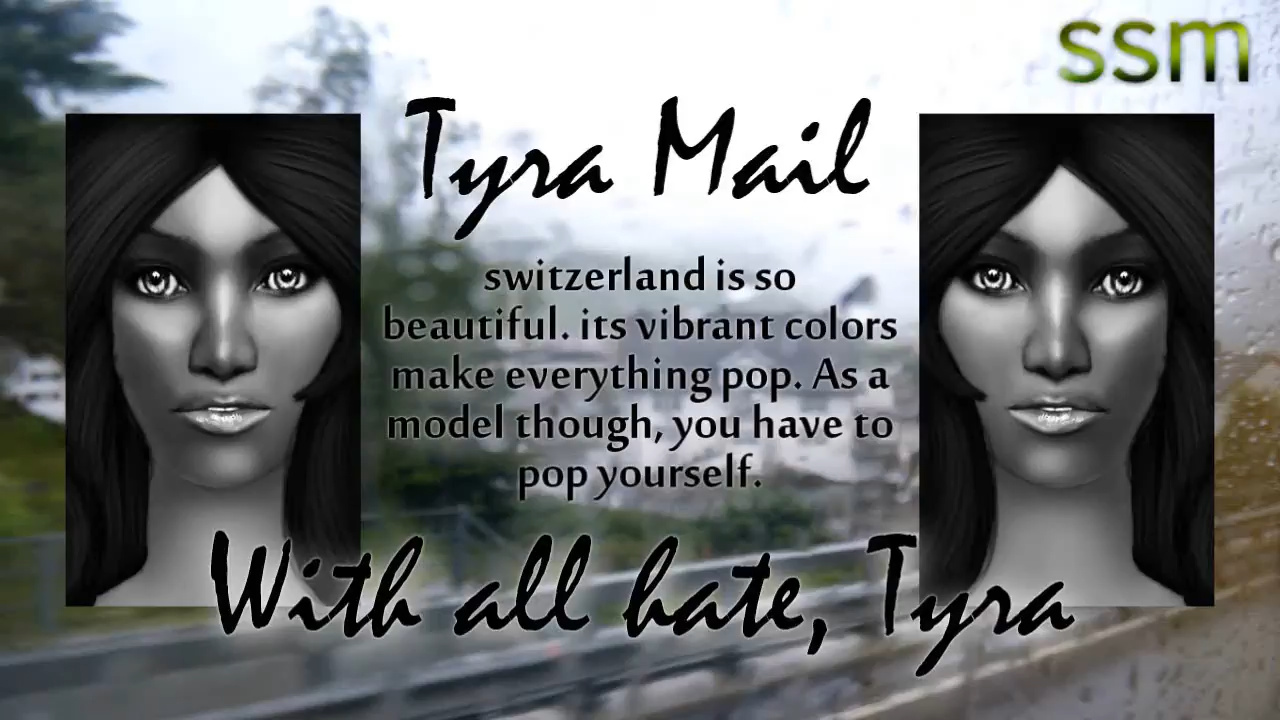 ssm
Tyra Mail
switzerland is so
beautiful. its vibrant colors
make everything pop. As a
model though, you have to
pop yourself.
With all hate, Tyra